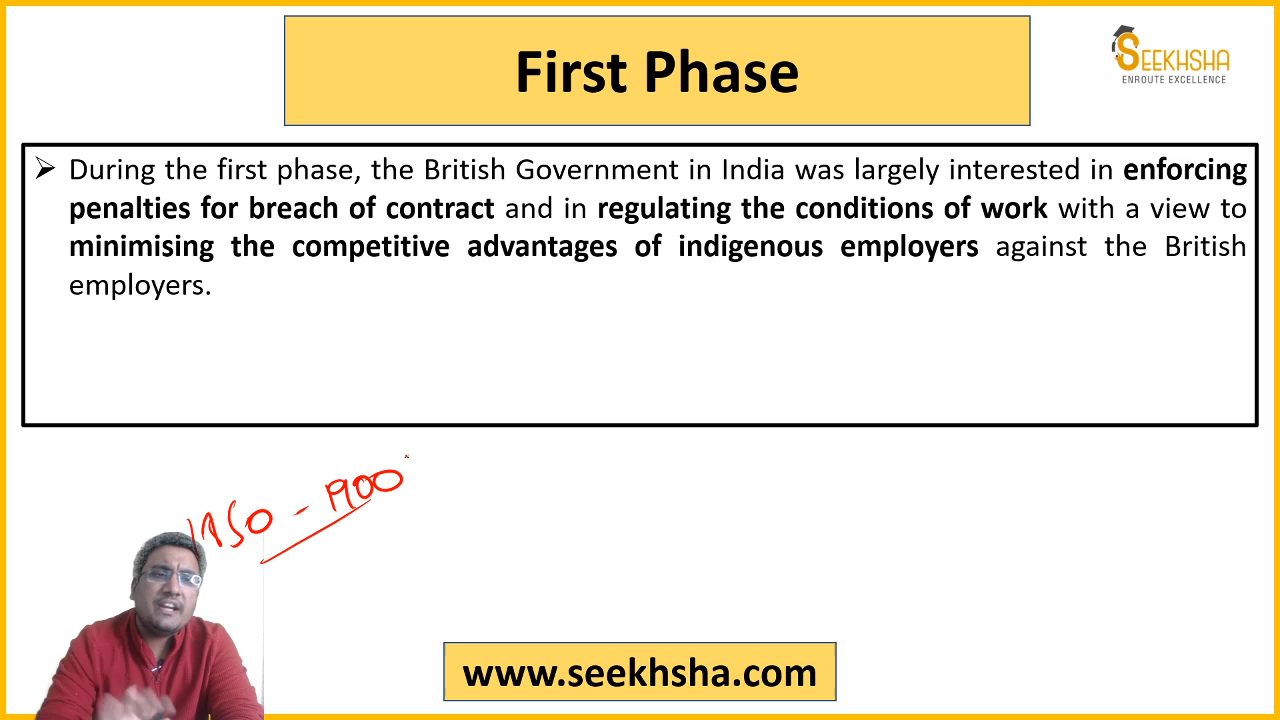 First Phase
SEEKHSHA
ENROUTE EXCELLENCE
➢ During the first phase, the British Government in India was largely interested in enforcing
penalties for breach of contract and in regulating the conditions of work with a view to
minimising the competitive advantages of indigenous employers against the British
employers.
1850 - 1900
www.seekhsha.com